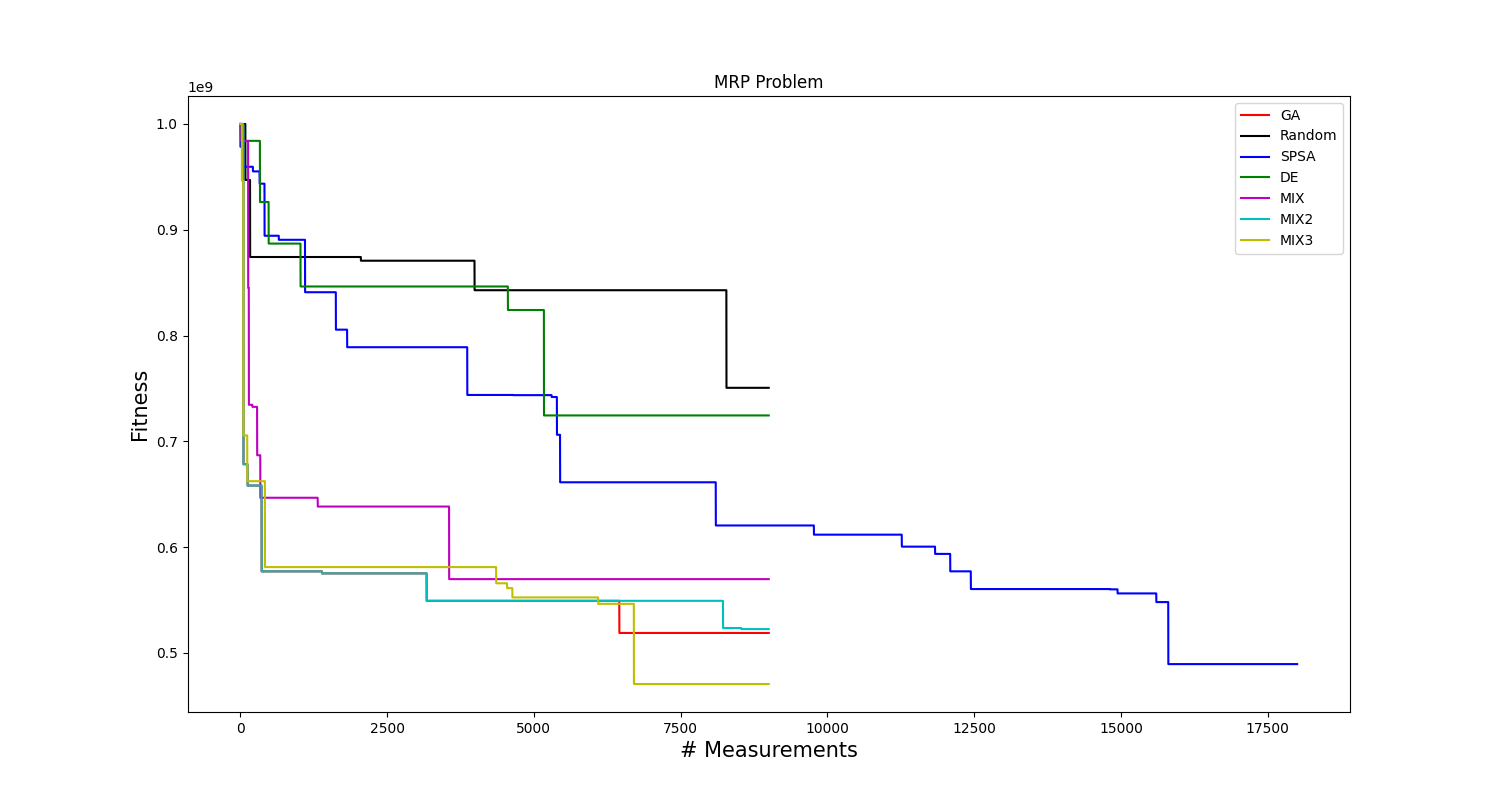 MRP Problem
1e9
1.0
0.9
0.8
0.7
0.6
0.5
Fitness
0
2500
5000
7500
10000
12500
15000
17500
# Measurements
GA
Random
SPSA
DE
MIX
MIX2
MIX3